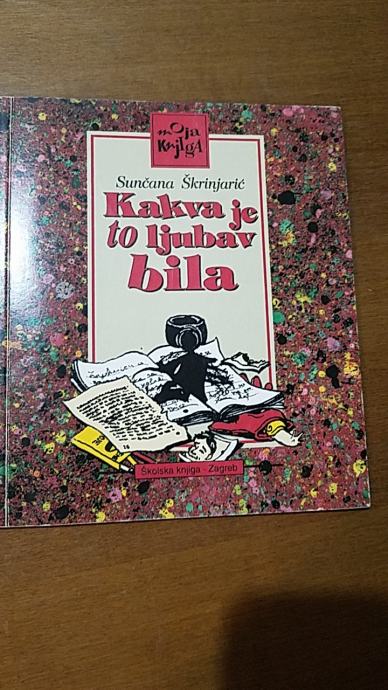 moja
knjiga
Sunčana Škrinjarić
Kakva je
to ljubav
bila
Školska knjiga - Zagreb